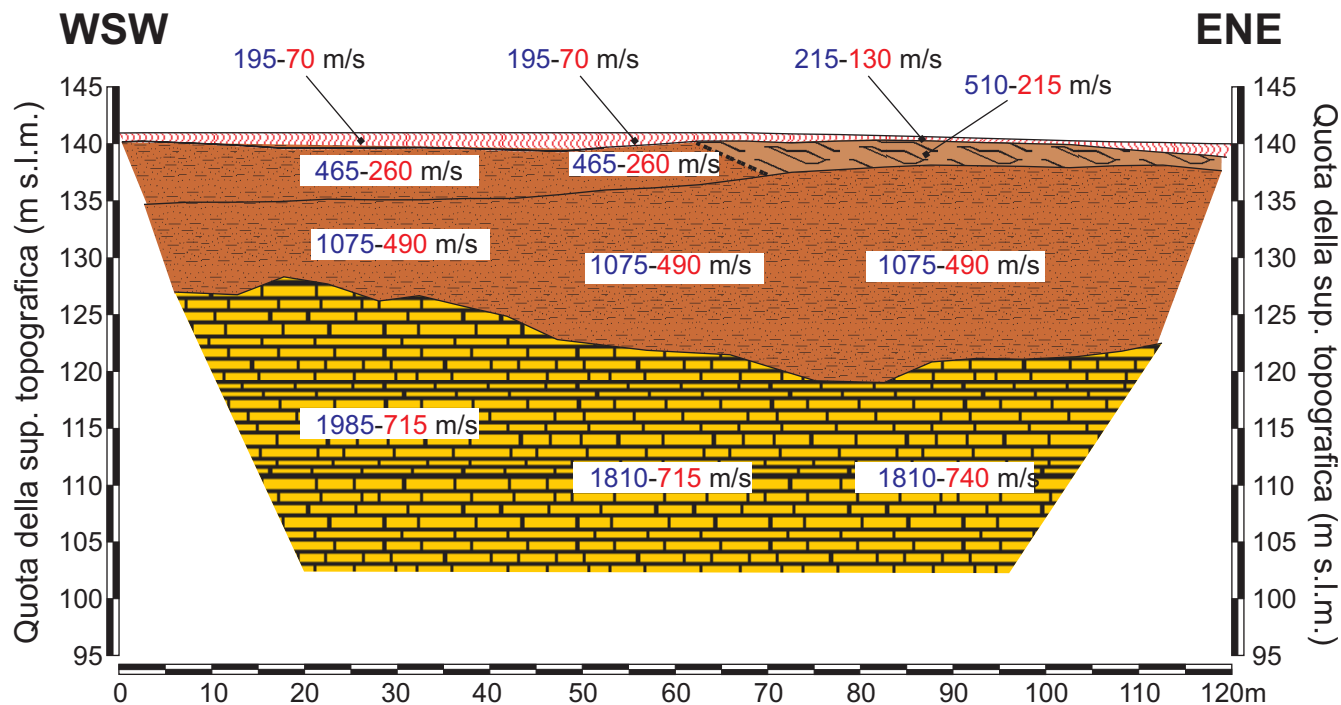 WSW
ENE
195-70 m/s
195-70 m/s
215-130 m/s
510-215 m/s
Quota della sup. topografica (m s.l.m.)
145
140
135
130
125
120
115
110
105
100
95
465-260 m/s
465-260 m/s
1075-490 m/s
1075-490 m/s
1075-490 m/s
1985-715 m/s
1810-715 m/s
1810-740 m/s
145
140
135
130
125
120
115
110
105
100
95
Quota della sup. topografica (m s.l.m.)
0 10 20 30 40 50 60 70 80 90 100 110 120m